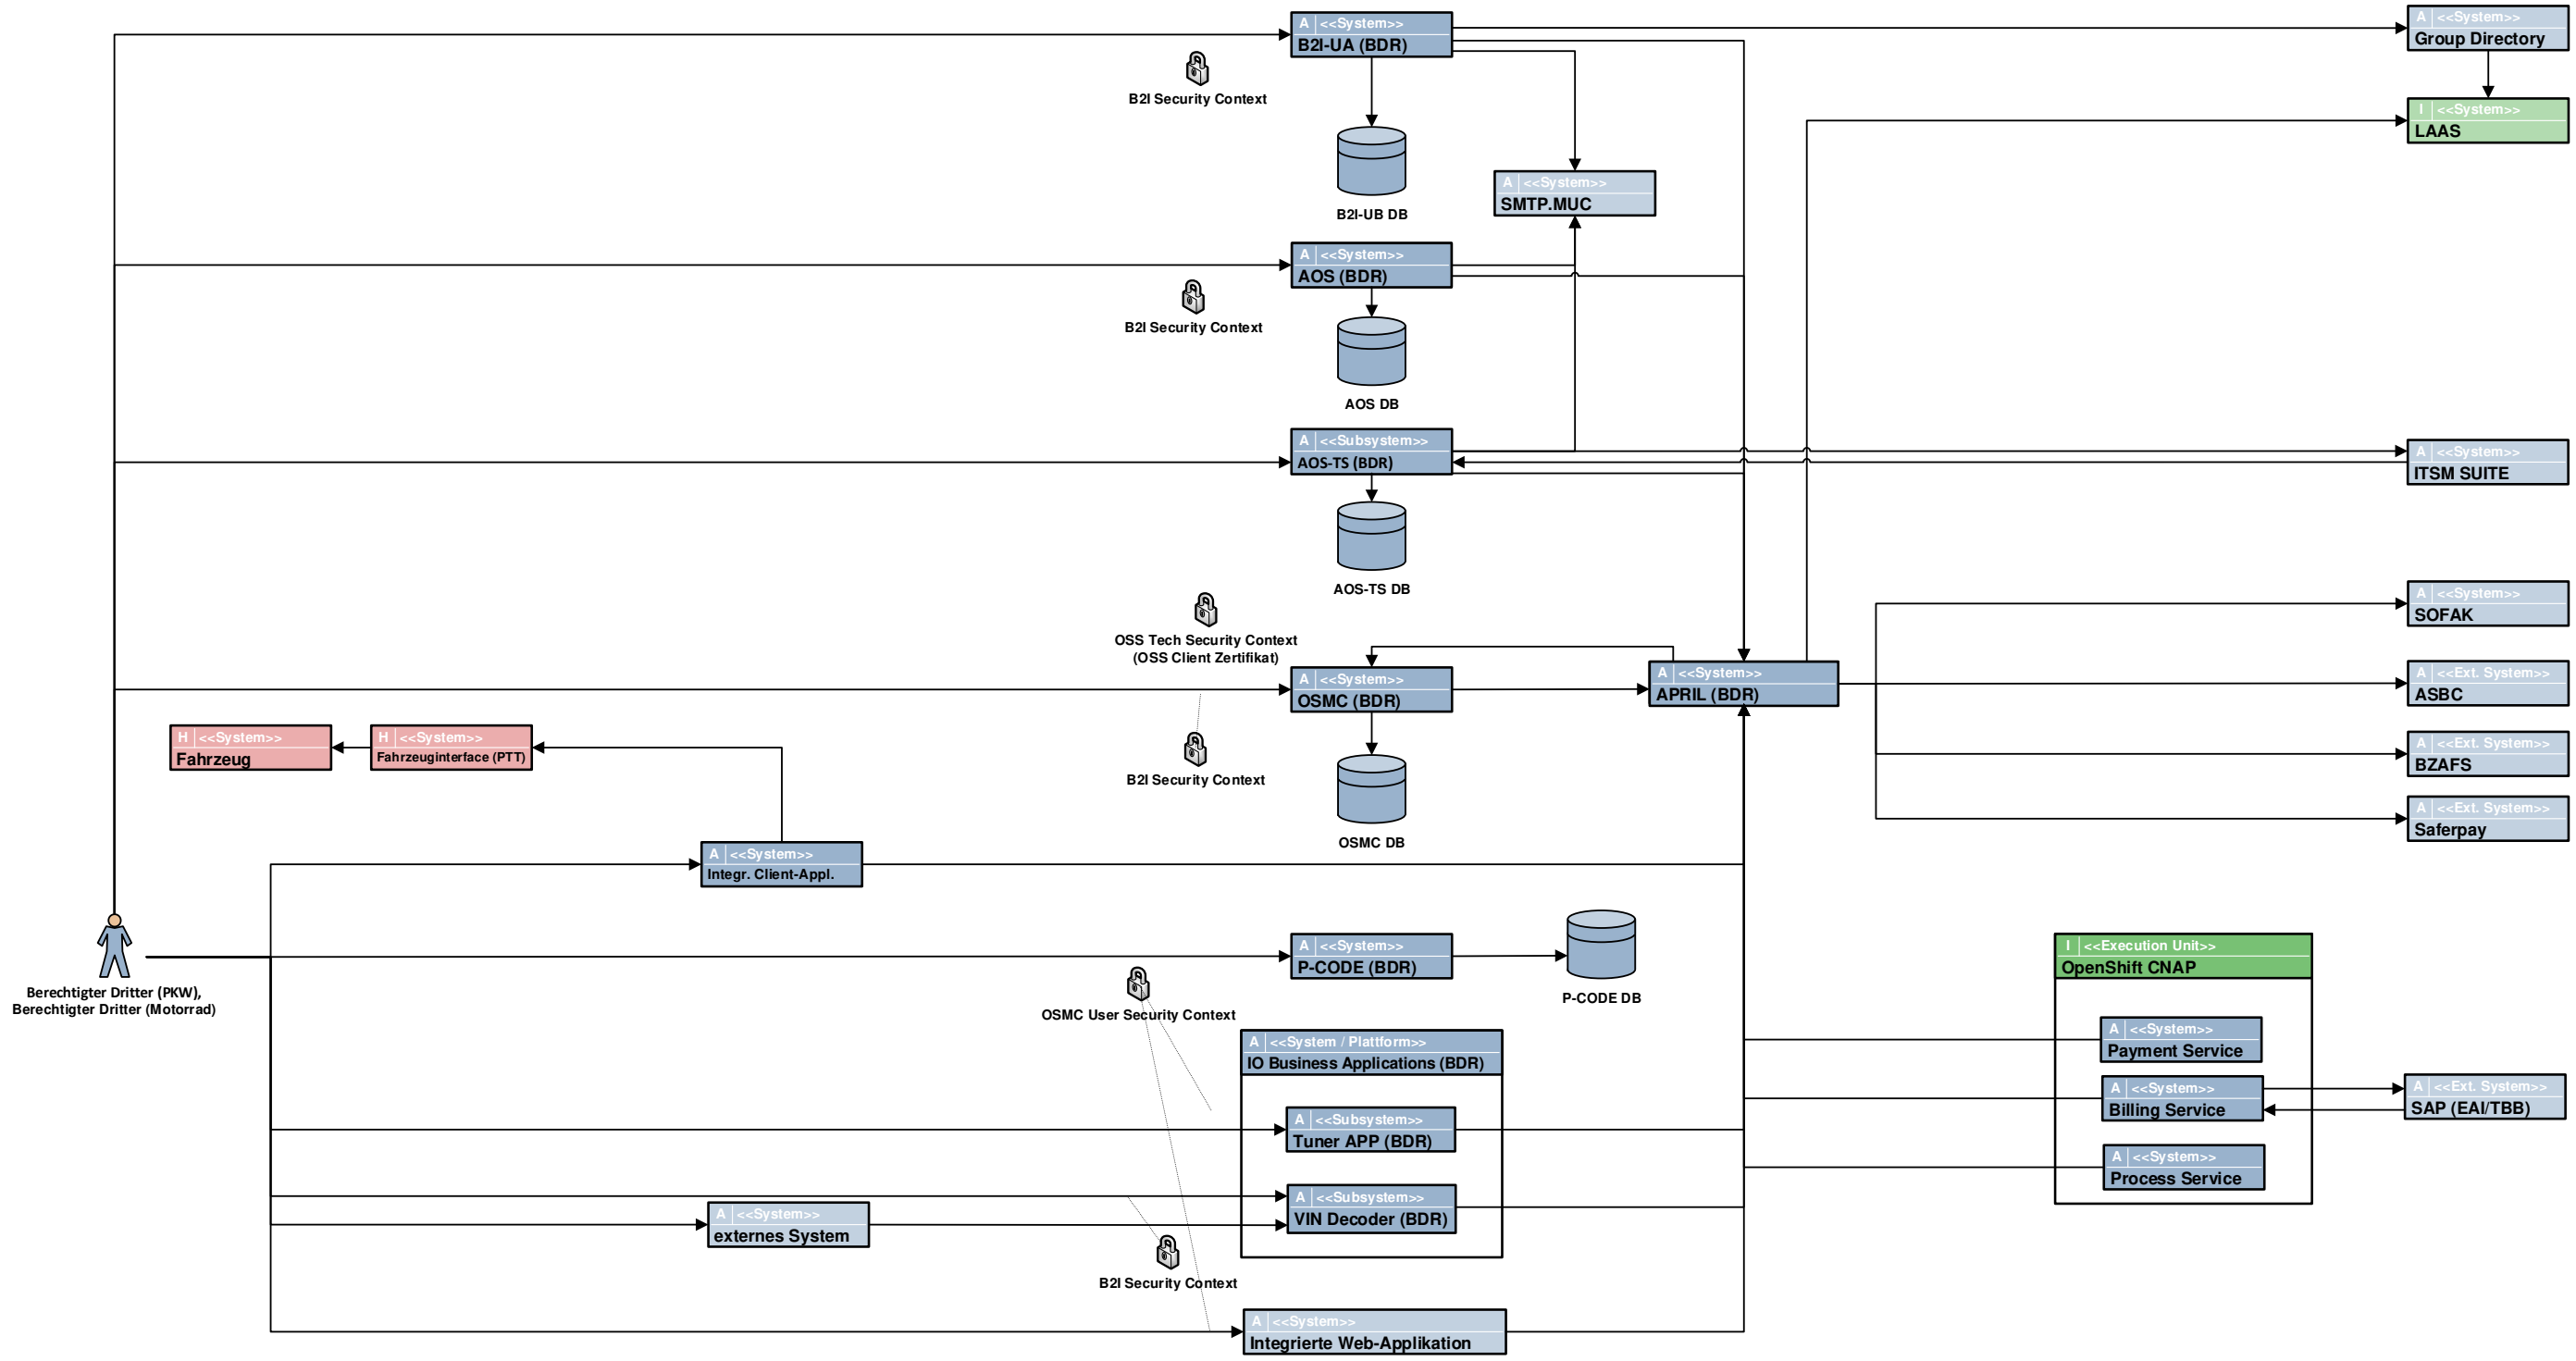 A <<System>>
B2I-UA (BDR)
A <<System>>
Group Directory
B2I Security Context
I <<System>>
LAAS
A <<System>>
SMTP.MUC
B2I-UB DB
A <<System>>
AOS (BDR)
B2I Security Context
AOS DB
A <<Subsystem>>
AOS-TS (BDR)
A <<System>>
ITSM SUITE
AOS-TS DB
A <<System>>
SOFAK
OSS Tech Security Context
(OSS Client Zertifikat)
A <<System>>
OSMC (BDR)
A <<System>>
APRIL (BDR)
A <<Ext. System>>
ASBC
H <<System>>
Fahrzeug
H <<System>>
Fahrzeuginterface (PTT)
B2I Security Context
A <<Ext. System>>
BZAFS
A <<Ext. System>>
Saferpay
OSMC DB
A <<System>>
Integr. Client-Appl.
A <<System>>
P-CODE (BDR)
P-CODE DB
I <<Execution Unit>>
OpenShift CNAP
Berechtigter Dritter (PKW),
Berechtigter Dritter (Motorrad)
OSMC User Security Context
A <<System / Plattform>>
IO Business Applications (BDR)
A <<System>>
Payment Service
A <<System>>
Billing Service
A <<Ext. System>>
SAP (EAI/TBB)
A <<Subsystem>>
Tuner APP (BDR)
A <<System>>
Process Service
A <<Subsystem>>
VIN Decoder (BDR)
A <<System>>
externes System
B2I Security Context
A <<System>>
Integrierte Web-Applikation